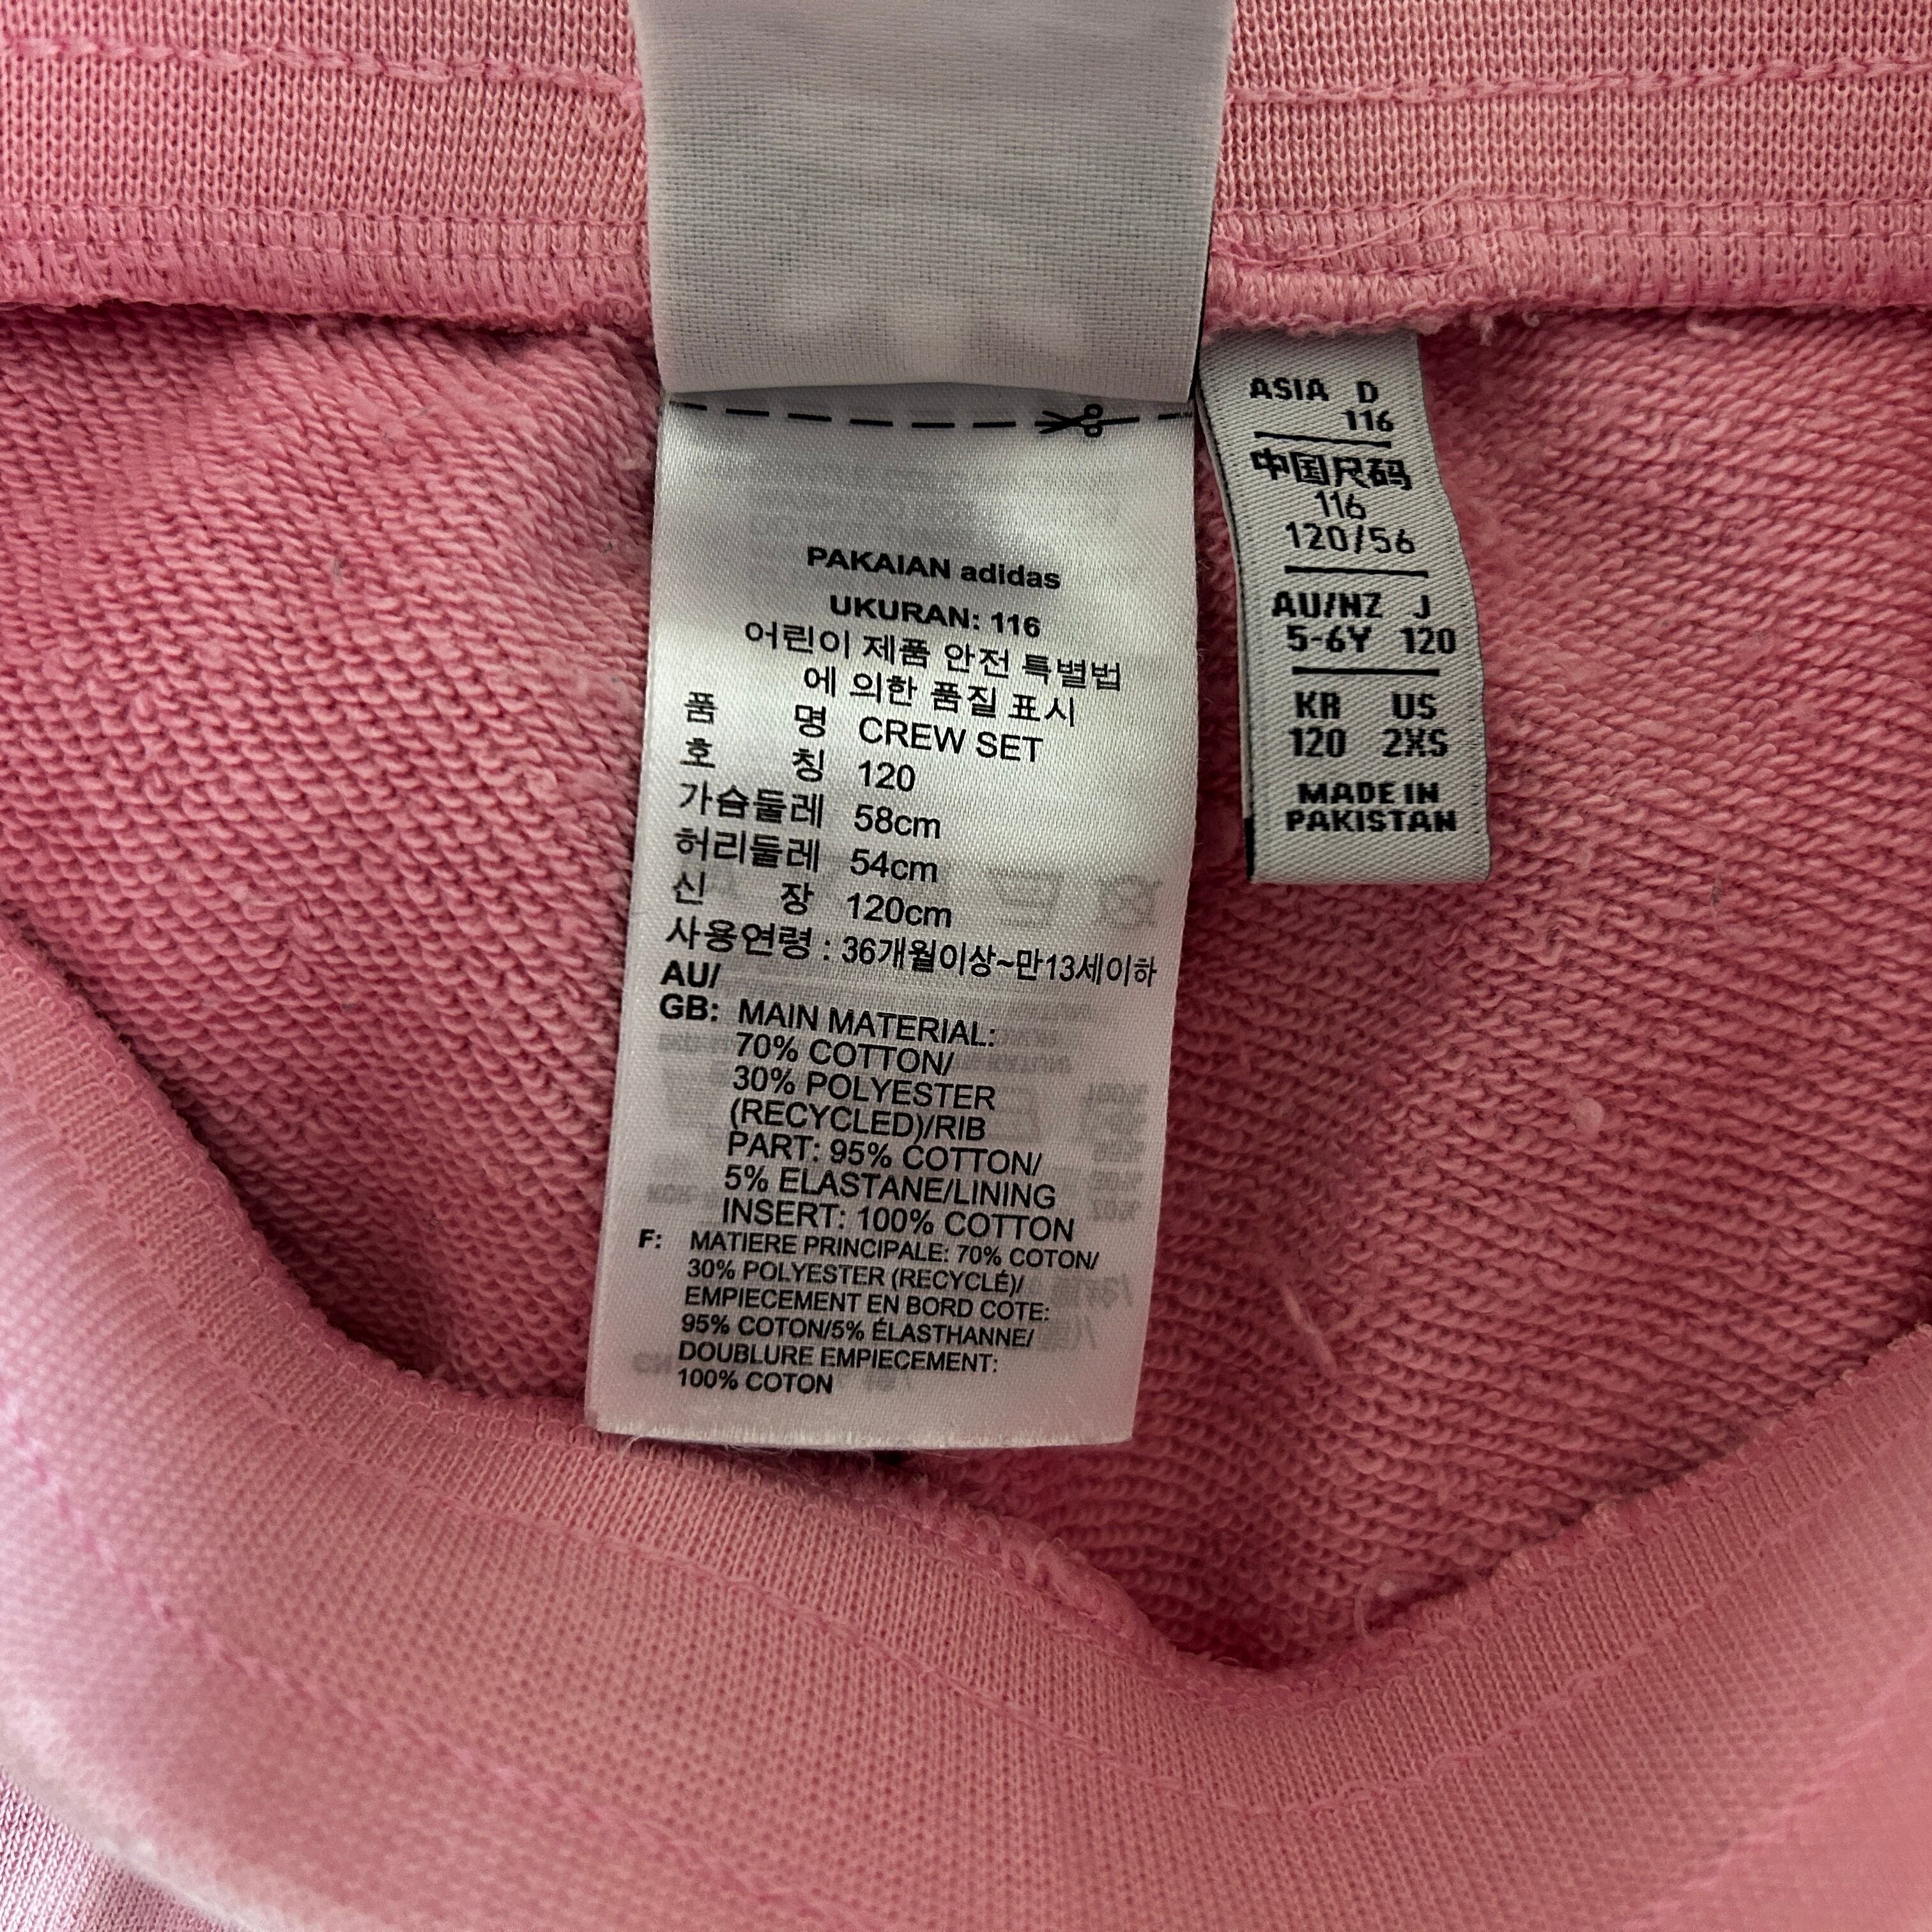 PAKAIAN adidas
UKURAN: 116
어린이 제품 안전 특별법
에 의한 품질 표시
품 명 CREW SET
호 칭 120
가슴둘레 58cm
허리둘레 54cm
신 장 120cm
사용연령 : 36개월이상~만13세이하
AU/
GB: MAIN MATERIAL:
70% COTTON/
30% POLYESTER
(RECYCLED)/RIB
PART: 95% COTTON/
5% ELASTANE/LINING
INSERT: 100% COTTON
F: MATIERE PRINCIPALE: 70% COTON/
30% POLYESTER (RECYCLÉ)/
EMPIECEMENT EN BORD COTE:
95% COTON/5% ÉLASTHANNE/
DOUBLURE EMPIECEMENT:
100% COTON
ASIA D
116
中国尺码
116
120/56
AU/NZ J
5-6Y 120
KR US
120 2XS
MADE IN
PAKISTAN